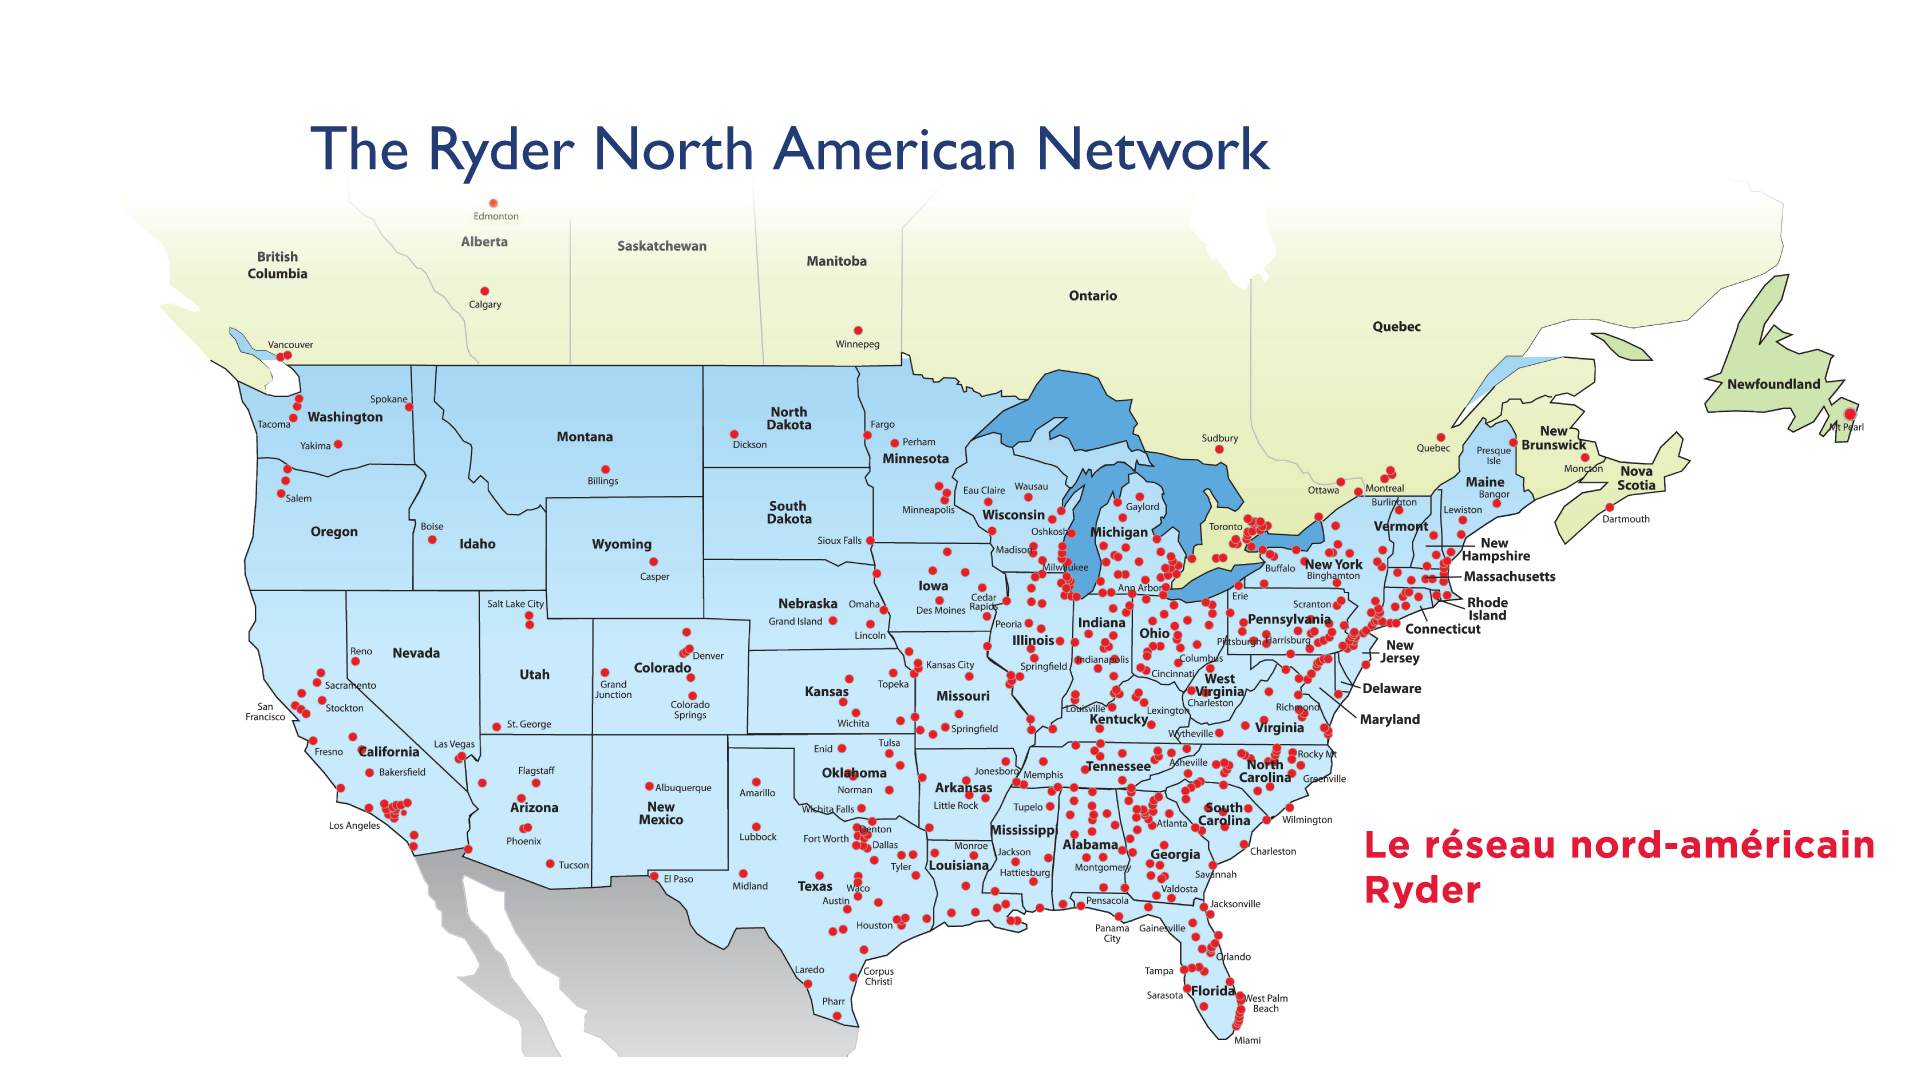 The Ryder North American Network
Edmonton
Alberta
Saskatchewan
British
Columbia
Manitoba
Ontario
Calgary
Quebec
Vancouver
Winnepeg
Newfoundland
Mt Pearl
Spokane
Washington
Tacoma
Yakima
North
Dakota
Dickson
Fargo
Perham
Minnesota
Montana
Billings
Sudbury
Quebec
Presque
Isle
New
Brunswick
Moncton
Nova
Scotia
Maine
Bangor
Dartmouth
Salem
Oregon
Boise
Idaho
Wyoming
Casper
South
Dakota
Sioux Falls
Minneapolis
Eau Claire
Wausau
Wisconsin
Oshkosh
Madison
Milwaukee
Gaylord
Michigan
Ann Arbor
Toronto
Ottawa
Montreal
Burlington
Lewiston
Vermont
New
Hampshire
Massachusetts
Rhode
Island
Connecticut
New
Jersey
Delaware
Maryland
Buffalo
New York
Binghamton
Erie
Scranton
Pennsylvania
Pittsburgh
Harrisburg
Salt Lake City
Nebraska
Grand Island
Omaha
Lincoln
Iowa
Des Moines
Cedar
Rapids
Peoria
Illinois
Springfield
Indiana
Indianapolis
Ohio
Columbus
Cincinnati
West
Virginia
Charleston
Reno
Nevada
Sacramento
Stockton
San
Francisco
Fresno
California
Bakersfield
Los Angeles
Las Vegas
Utah
St. George
Grand
Junction
Colorado
Denver
Colorado
Springs
Kansas
Topeka
Wichita
Kansas City
Missouri
Springfield
Louisville
Lexington
Kentucky
Richmond
Virginia
Wytheville
Flagstaff
Arizona
Phoenix
Tucson
Albuquerque
New
Mexico
El Paso
Enid
Tulsa
Oklahoma
Norman
Amarillo
Lubbock
Wichita Falls
Denton
Fort Worth
Dallas
Tyler
Midland
Texas
Waco
Austin
Houston
Laredo
Corpus
Christi
Pharr
Jonesboro
Arkansas
Little Rock
Memphis
Tennessee
Asheville
Rocky Mt
North
Carolina
Greenville
Tupelo
Mississippi
Jackson
Hattiesburg
Monroe
Louisiana
Alabama
Montgomery
Atlanta
Georgia
South
Carolina
Wilmington
Charleston
Savannah
Valdosta
Pensacola
Panama
City
Jacksonville
Gainesville
Orlando
Tampa
Sarasota
Florida
West Palm
Beach
Miami
Le réseau nord-américain
Ryder